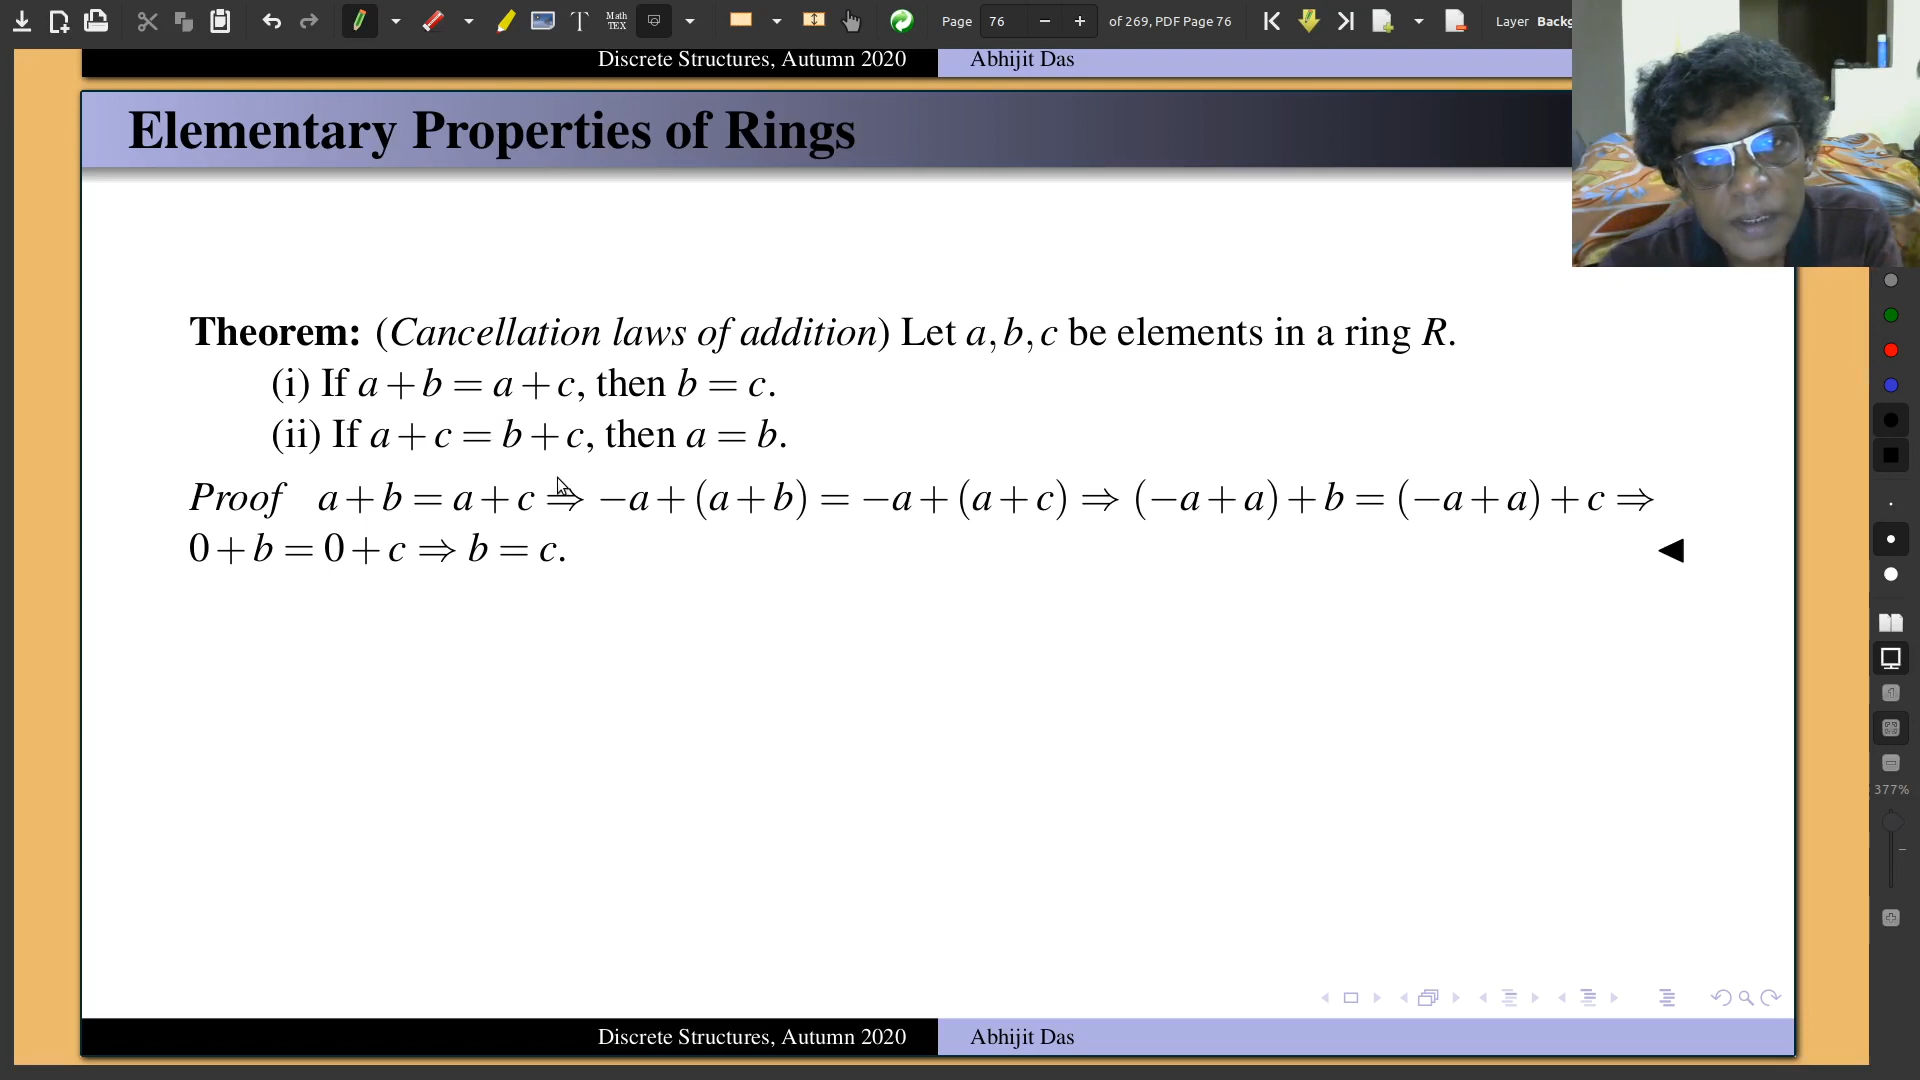 Math
TEX
Page 76 of 269, PDF Page 76 Layer
Discrete Structures, Autumn 2020 Abhijit Das
Elementary Properties of Rings
Theorem: (Cancellation laws of addition) Let a, b, c be elements in a ring R.
(i) If a + b = a + c, then b = c.
(ii) If a + c = b + c, then a = b.
Proof a + b = a + c ⇒ −a + (a + b) = −a + (a + c) ⇒ (−a + a) + b = (−a + a) + c ⇒
0 + b = 0 + c ⇒ b = c. ◀
377%
Discrete Structures, Autumn 2020 Abhijit Das